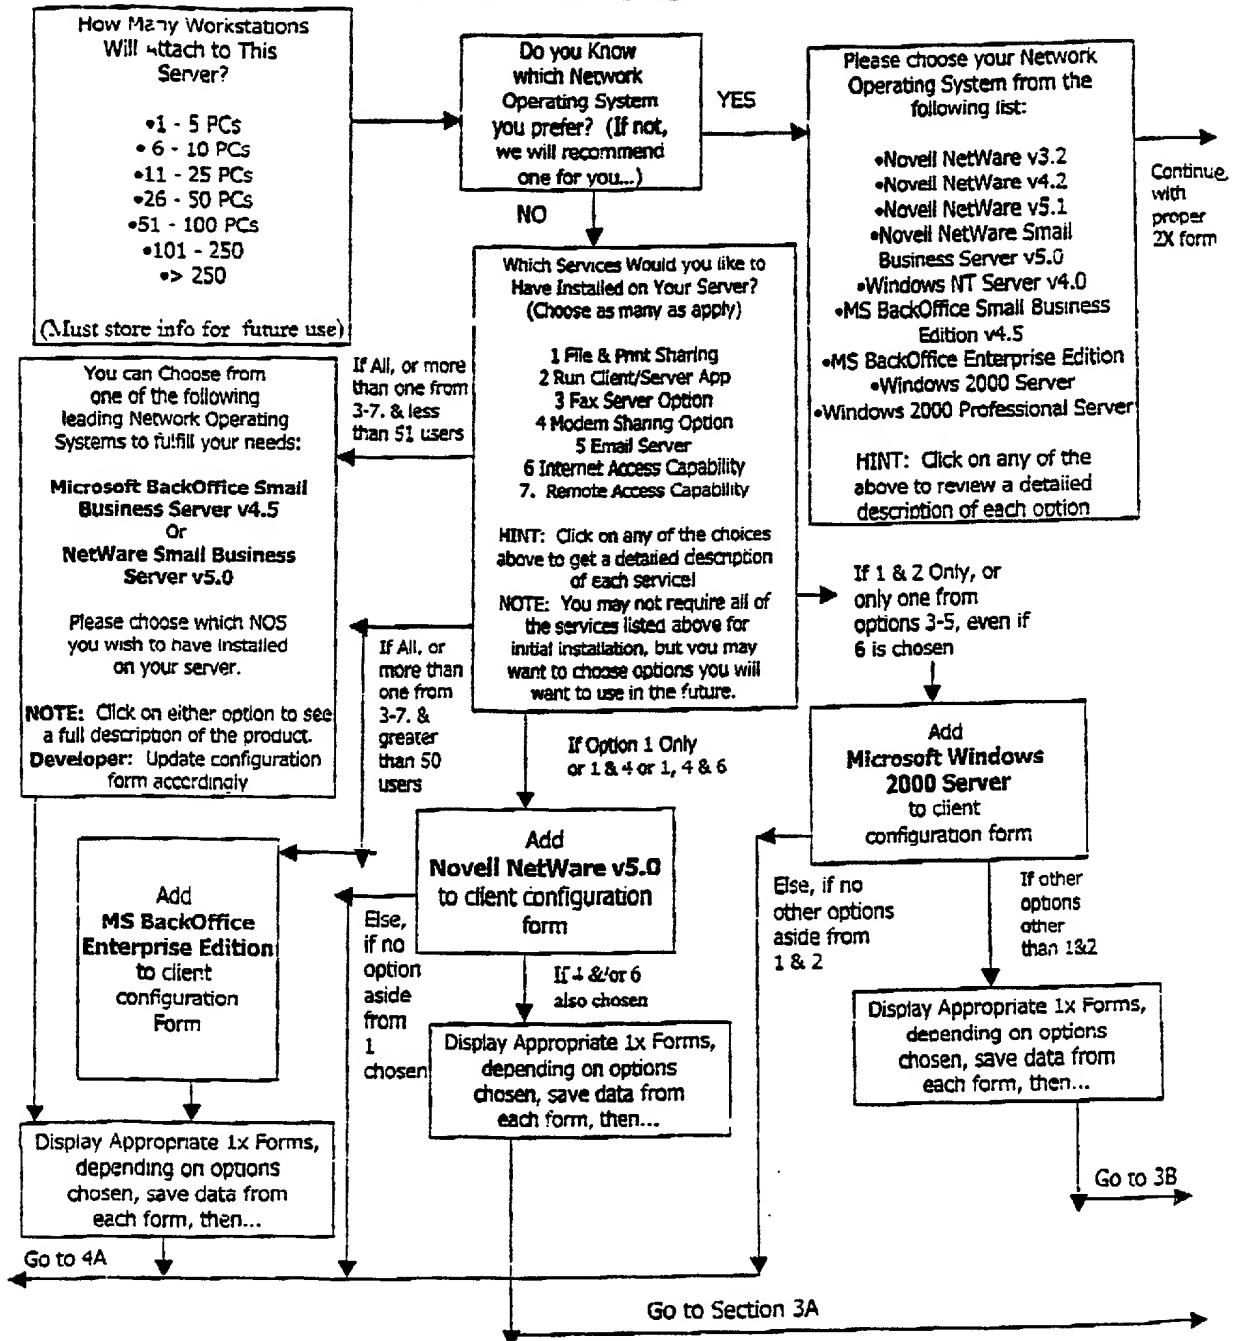 How Many Workstations
Will Attach to This
Server?
•1 - 5 PCs
• 6 - 10 PCs
•11 - 25 PCs
•26 - 50 PCs
•51 - 100 PCs
•101 - 250
•> 250
(Must store info for future use)
Do you Know
which Network
Operating System
you prefer? (If not,
we will recommend
one for you...)
YES
NO
Please choose your Network
Operating System from the
following list:
•Novell NetWare v3.2
•Novell NetWare v4.2
•Novell NetWare v5.1
•Novell NetWare Small
Business Server v5.0
•Windows NT Server v4.0
•MS BackOffice Small Business
Edition v4.5
•MS BackOffice Enterprise Edition
•Windows 2000 Server
•Windows 2000 Professional Server
HINT: Click on any of the
above to review a detailed
description of each option
Continue
with
proper
2X form
Which Services Would you like to
Have Installed on Your Server?
(Choose as many as apply)
1 File & Print Sharing
2 Run Client/Server App
3 Fax Server Option
4 Modem Sharing Option
5 Email Server
6 Internet Access Capability
7. Remote Access Capability
HINT: Click on any of the choices
above to get a detailed description
of each service!
NOTE: You may not require all of
the services listed above for
initial installation, but you may
want to choose options you will
want to use in the future.
If All, or more
than one from
3-7. & less
than 51 users
You can Choose from
one of the following
leading Network Operating
Systems to fulfill your needs:
Microsoft BackOffice Small
Business Server v4.5
Or
NetWare Small Business
Server v5.0
Please choose which NOS
you wish to have installed
on your server.
NOTE: Click on either option to see
a full description of the product.
Developer: Update configuration
form accordingly
If All, or
more than
one from
3-7. &
greater
than 50
users
If Option 1 Only
or 1 & 4 or 1, 4 & 6
If 1 & 2 Only, or
only one from
options 3-5, even if
6 is chosen
Add
Microsoft Windows
2000 Server
to client
configuration form
Add
Novell NetWare v5.0
to client configuration
form
Add
MS BackOffice
Enterprise Edition
to client
configuration
Form
Else,
if no
option
aside
from
1
chosen
If 4 &/or 6
also chosen
Else, if no
other options
aside from
1 & 2
If other
options
other
than 1&2
Display Appropriate 1x Forms,
depending on options
chosen, save data from
each form, then...
Display Appropriate 1x Forms,
depending on options
chosen, save data from
each form, then...
Display Appropriate 1x Forms,
depending on options
chosen, save data from
each form, then...
Go to 3B
Go to 4A
Go to Section 3A